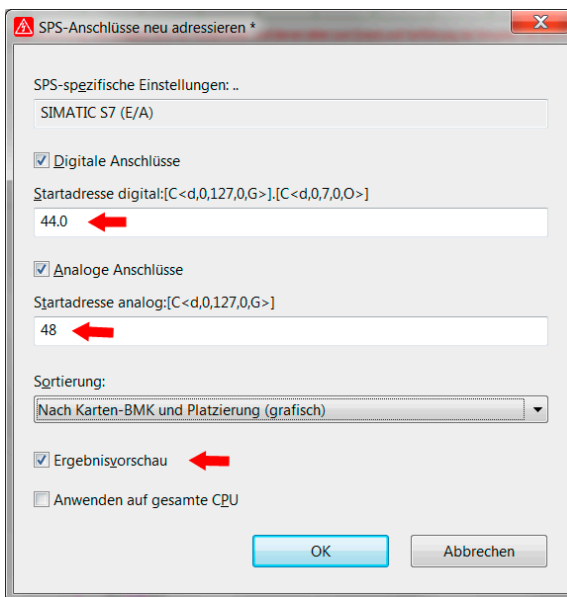 SPS-Anschlüsse neu adressieren *
SPS-spezifische Einstellungen: ..
SIMATIC S7 (E/A)
Digitale Anschlüsse
Startadresse digital:[C<d,0,127,0,G>].[C<d,0,7,0,O>]
44.0
Analoge Anschlüsse
Startadresse analog:[C<d,0,127,0,G>]
48
Sortierung:
Nach Karten-BMK und Platzierung (grafisch)
Ergebnisvorschau
Anwenden auf gesamte CPU
OK Abbrechen